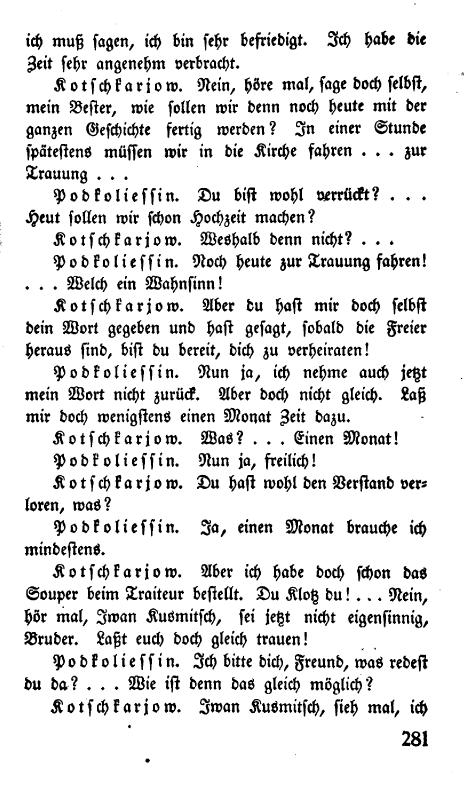 ich muß sagen, ich bin sehr befriedigt. Ich habe die
Zeit sehr angenehm verbracht.
Kotschkarjow. Nein, höre mal, sage doch selbst,
mein Bester, wie sollen wir denn noch heute mit der
ganzen Geschichte fertig werden? In einer Stunde
spätestens müssen wir in die Kirche fahren . . . zur
Trauung . . .
Podkoliessin. Du bist wohl verrückt? . . .
Heut sollen wir schon Hochzeit machen?
Kotschkarjow. Weshalb denn nicht? . . .
Podkoliessin. Noch heute zur Trauung fahren!
. . . Welch ein Wahnsinn!
Kotschkarjow. Aber du hast mir doch selbst
dein Wort gegeben und hast gesagt, sobald die Freier
heraus sind, bist du bereit, dich zu verheiraten!
Podkoliessin. Nun ja, ich nehme auch jetzt
mein Wort nicht zurück. Aber doch nicht gleich. Laß
mir doch wenigstens einen Monat Zeit dazu.
Kotschkarjow. Was? . . . Einen Monat!
Podkoliessin. Nun ja, freilich!
Kotschkarjow. Du hast wohl den Verstand ver-
loren, was?
Podkoliessin. Ja, einen Monat brauche ich
mindestens.
Kotschkarjow. Aber ich habe doch schon das
Souper beim Traiteur bestellt. Du Klotz du! . . . Nein,
hör mal, Iwan Kusmitsch, sei jetzt nicht eigensinnig,
Bruder. Laßt euch doch gleich trauen!
Podkoliessin. Ich bitte dich, Freund, was redest
du da? . . . Wie ist denn das gleich möglich?
Kotschkarjow. Iwan Kusmitsch, sieh mal, ich
281